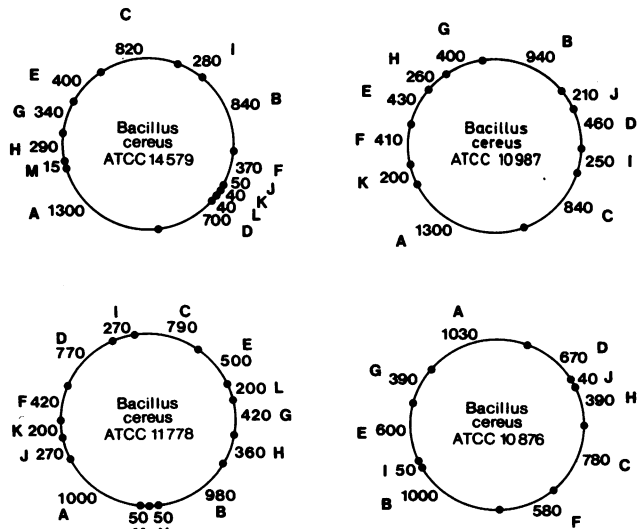 C
820
I
280
E
400
B
840
G
340
H
290
M
15
A
1300
370
F
50
J
40
K
40
L
700
D
Bacillus
cereus
ATCC 14579
G
400
B
940
H
260
J
210
E
430
D
460
F
410
I
250
K
200
C
840
A
1300
Bacillus
cereus
ATCC 10987
I
270
C
790
D
770
E
500
L
200
F
420
G
420
K
200
H
360
J
270
A
1000
B
980
50
50
Bacillus
cereus
ATCC 11778
A
1030
D
670
J
40
G
390
H
390
E
600
I
50
C
780
B
1000
F
580
Bacillus
cereus
ATCC 10876